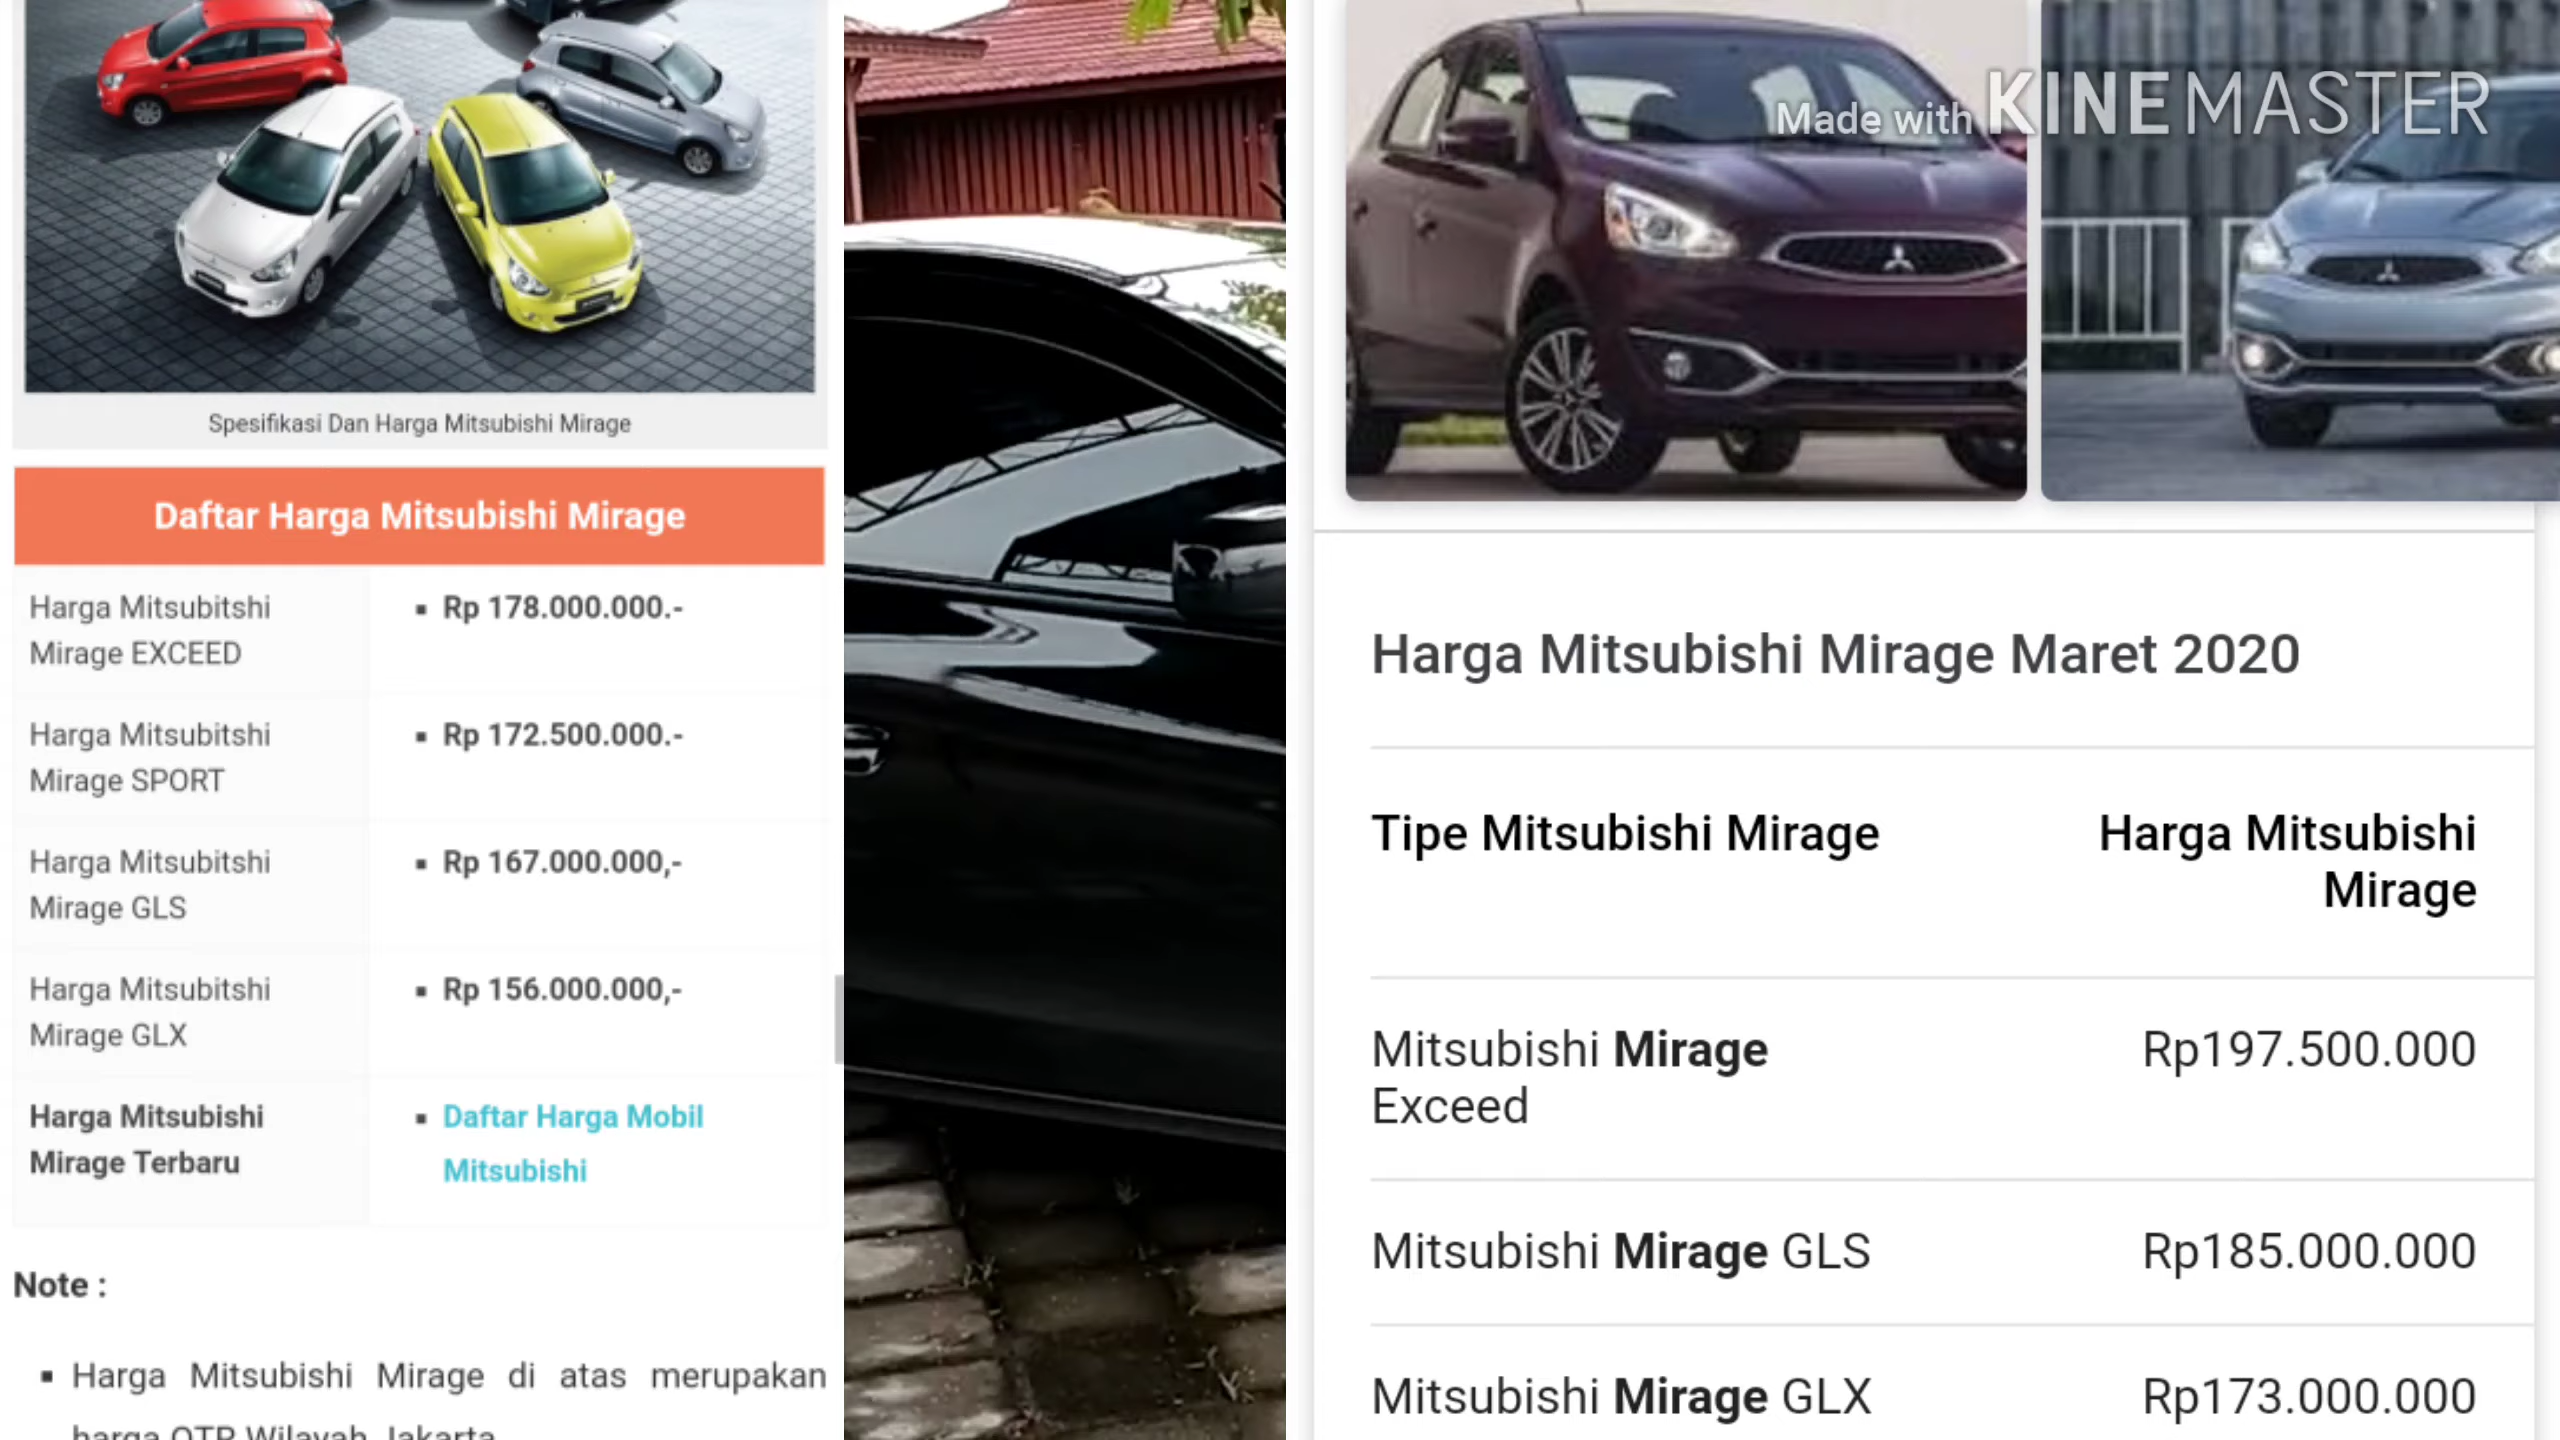 Spesifikasi Dan Harga Mitsubishi Mirage
Daftar Harga Mitsubishi Mirage
Harga Mitsubitshi
Mirage EXCEED
▪ Rp 178.000.000.-
Harga Mitsubitshi
Mirage SPORT
▪ Rp 172.500.000.-
Harga Mitsubitshi
Mirage GLS
▪ Rp 167.000.000,-
Harga Mitsubitshi
Mirage GLX
▪ Rp 156.000.000,-
Harga Mitsubishi
Mirage Terbaru
▪ Daftar Harga Mobil
Mitsubishi
Note :
▪ Harga Mitsubishi Mirage di atas merupakan
harga OTR Wilayah Jakarta
Made with KINEMASTER
Harga Mitsubishi Mirage Maret 2020
Tipe Mitsubishi Mirage
Harga Mitsubishi
Mirage
Mitsubishi Mirage
Exceed
Rp197.500.000
Mitsubishi Mirage GLS
Rp185.000.000
Mitsubishi Mirage GLX
Rp173.000.000